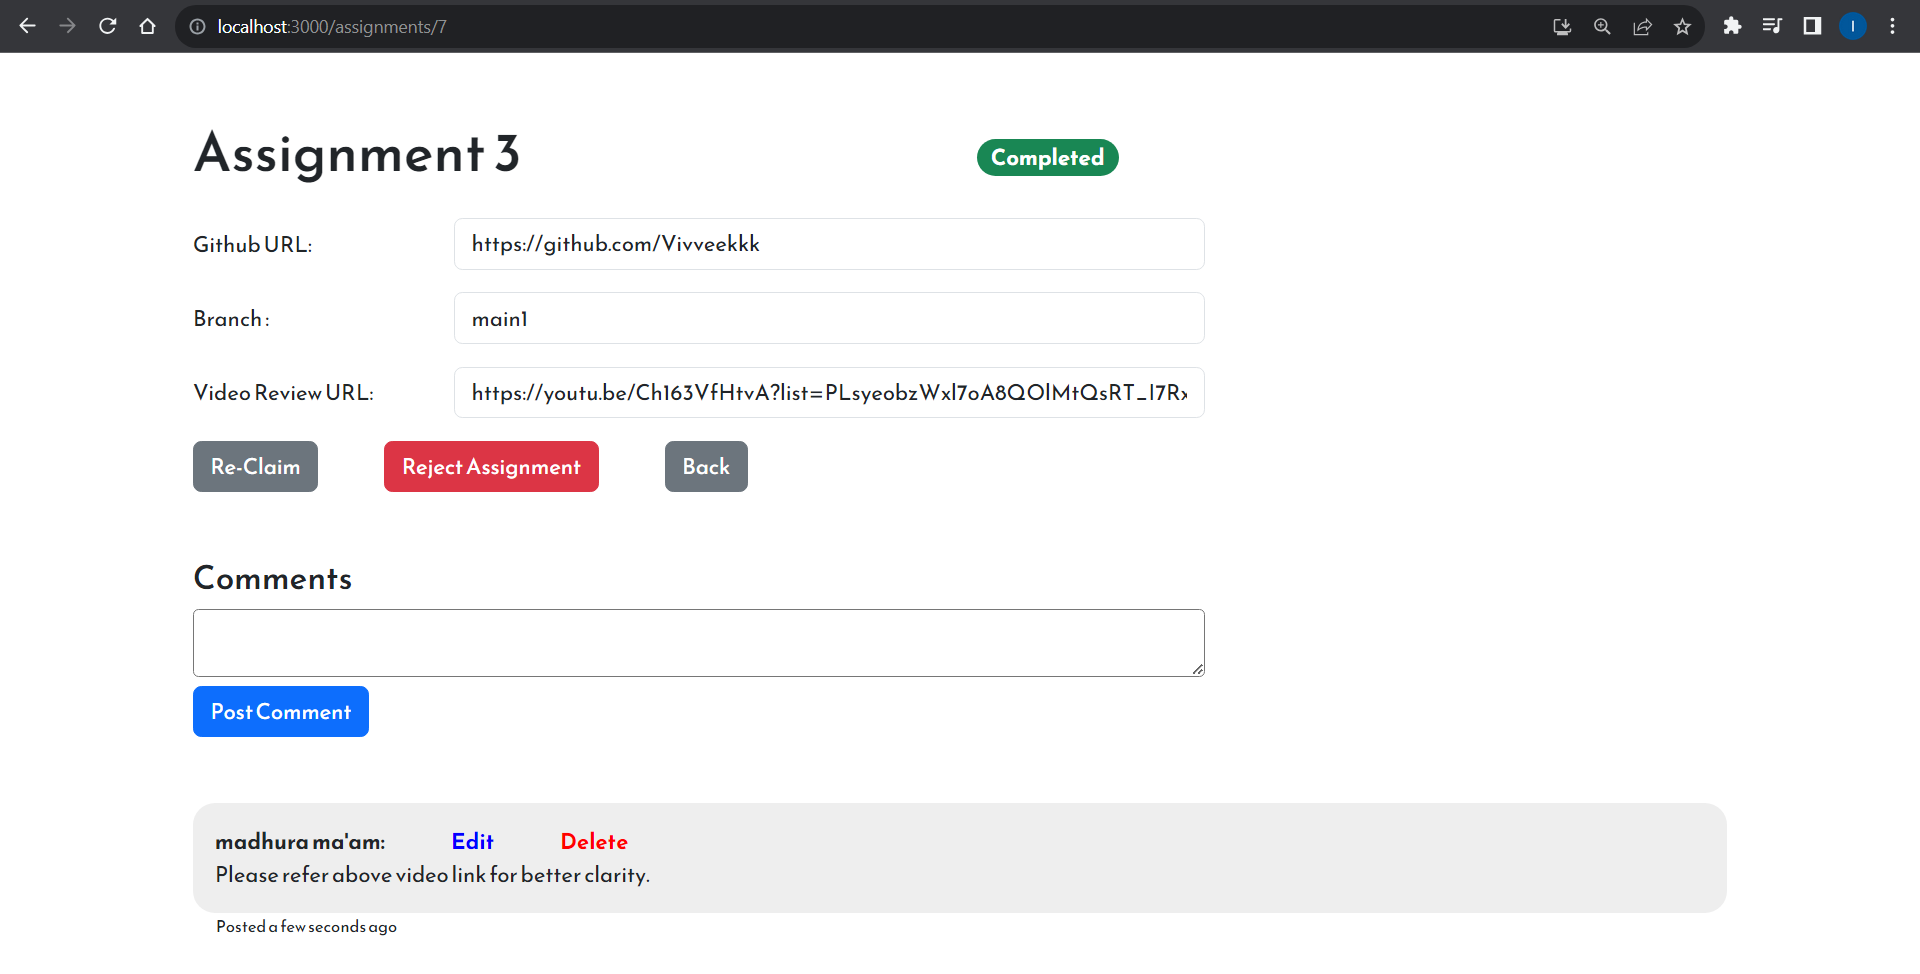 localhost:3000/assignments/7
I
Assignment 3
Completed
Github URL:
https://github.com/Vivveekkk
Branch :
main1
Video Review URL:
https://youtu.be/Ch163VfHtvA?list=PLsyeobzWxl7oA8QOlMtQsRT_I7Rx
Re-Claim
Reject Assignment
Back
Comments
Post Comment
madhura ma'am:
Edit
Delete
Please refer above video link for better clarity.
Posted a few seconds ago